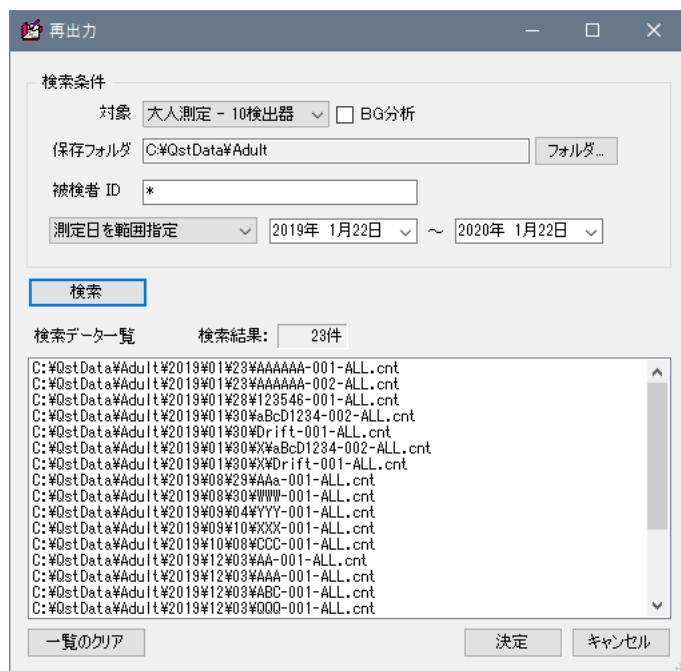 再出力
検索条件
対象 大人測定 - 10検出器 BG分析
保存フォルダ C:¥QstData¥Adult フォルダ...
被検者 ID *
測定日を範囲指定 2019年 1月22日 ～ 2020年 1月22日
検索
検索データ一覧 検索結果: 23件
C:¥QstData¥Adult¥2019¥01¥23¥AAAAAA-001-ALL.cnt
C:¥QstData¥Adult¥2019¥01¥23¥AAAAAA-002-ALL.cnt
C:¥QstData¥Adult¥2019¥01¥28¥123546-001-ALL.cnt
C:¥QstData¥Adult¥2019¥01¥30¥aBcD1234-002-ALL.cnt
C:¥QstData¥Adult¥2019¥01¥30¥Drift-001-ALL.cnt
C:¥QstData¥Adult¥2019¥01¥30¥X¥aBcD1234-002-ALL.cnt
C:¥QstData¥Adult¥2019¥01¥30¥X¥Drift-001-ALL.cnt
C:¥QstData¥Adult¥2019¥08¥29¥AAa-001-ALL.cnt
C:¥QstData¥Adult¥2019¥08¥30¥WWW-001-ALL.cnt
C:¥QstData¥Adult¥2019¥09¥04¥YYY-001-ALL.cnt
C:¥QstData¥Adult¥2019¥09¥10¥XXX-001-ALL.cnt
C:¥QstData¥Adult¥2019¥10¥08¥CCC-001-ALL.cnt
C:¥QstData¥Adult¥2019¥12¥03¥AA-001-ALL.cnt
C:¥QstData¥Adult¥2019¥12¥03¥AAA-001-ALL.cnt
C:¥QstData¥Adult¥2019¥12¥03¥ABC-001-ALL.cnt
C:¥QstData¥Adult¥2019¥12¥03¥QQQ-001-ALL.cnt
一覧のクリア 決定 キャンセル